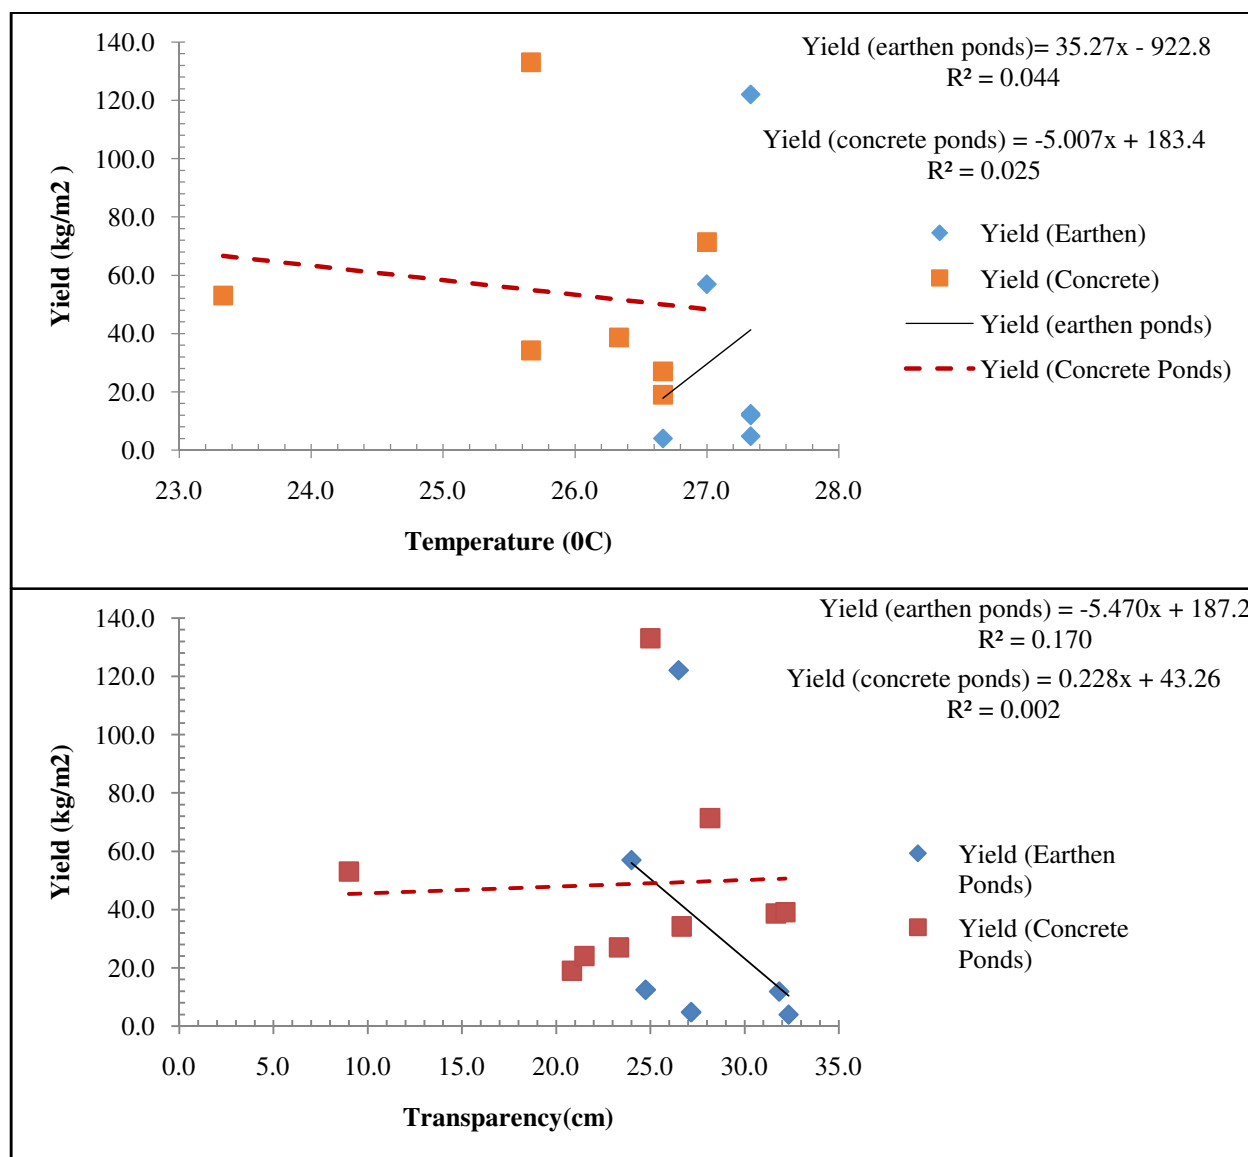 Yield (earthen ponds)= 35.27x - 922.8
R² = 0.044
Yield (concrete ponds) = -5.007x + 183.4
R² = 0.025
140.0
120.0
100.0
80.0
60.0
40.0
20.0
0.0
Yield (kg/m2 )
Yield (Earthen)
Yield (Concrete)
Yield (earthen ponds)
Yield (Concrete Ponds)
23.0 24.0 25.0 26.0 27.0 28.0
Temperature (0C)
Yield (earthen ponds) = -5.470x + 187.2
R² = 0.170
Yield (concrete ponds) = 0.228x + 43.26
R² = 0.002
140.0
120.0
100.0
80.0
60.0
40.0
20.0
0.0
Yield (kg/m2)
Yield (Earthen
Ponds)
Yield (Concrete
Ponds)
0.0 5.0 10.0 15.0 20.0 25.0 30.0 35.0
Transparency(cm)